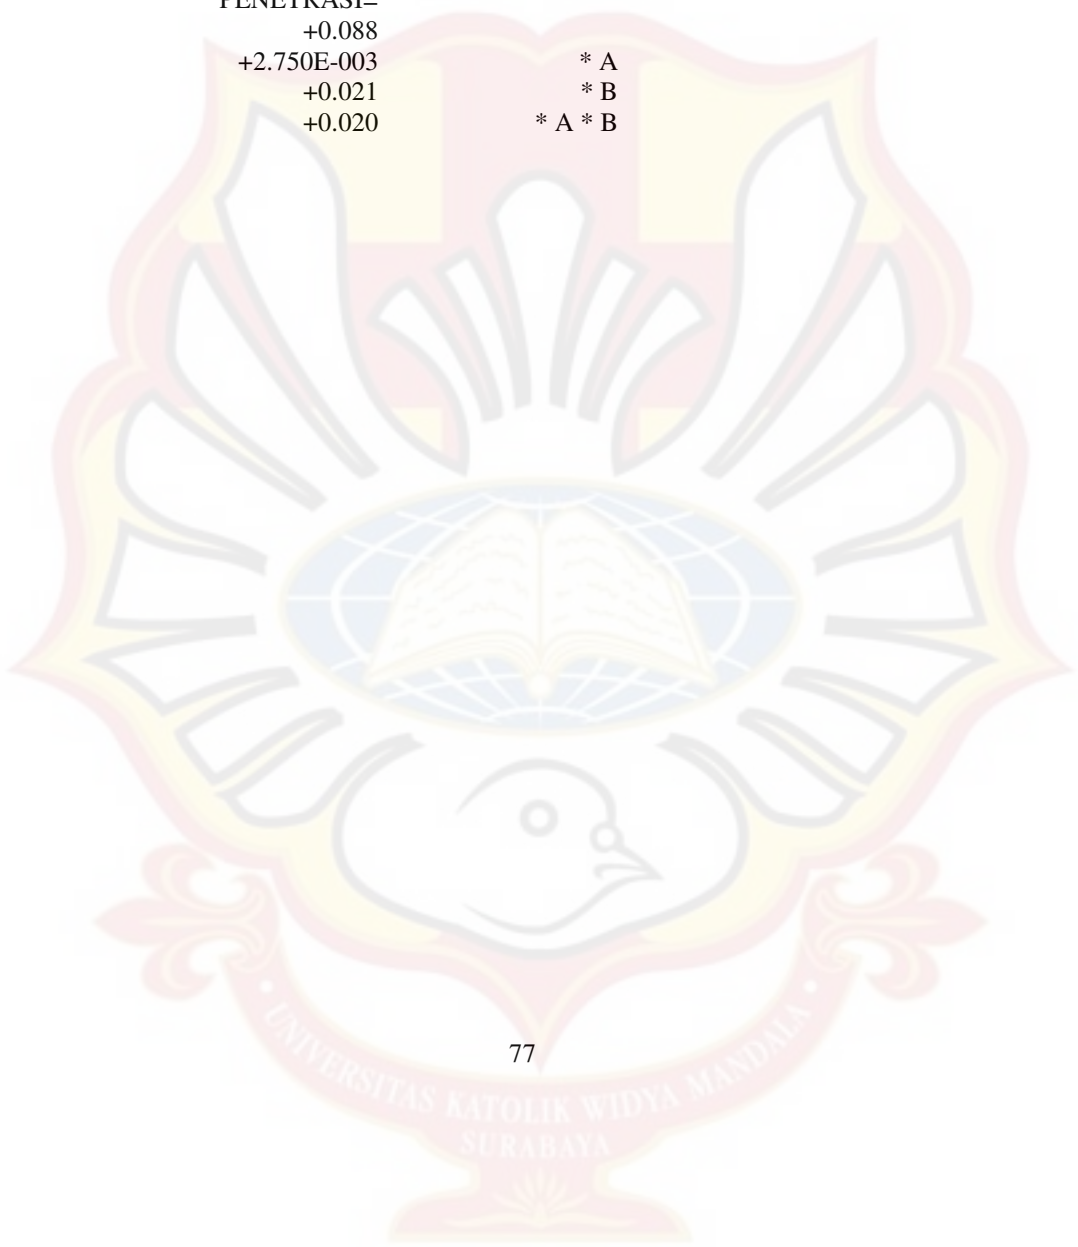 PENETRASI=
+0.088
+2.750E-003 * A
+0.021 * B
+0.020 * A * B
77
UNIVERSITAS KATOLIK WIDYA MANDALA
SURABAYA